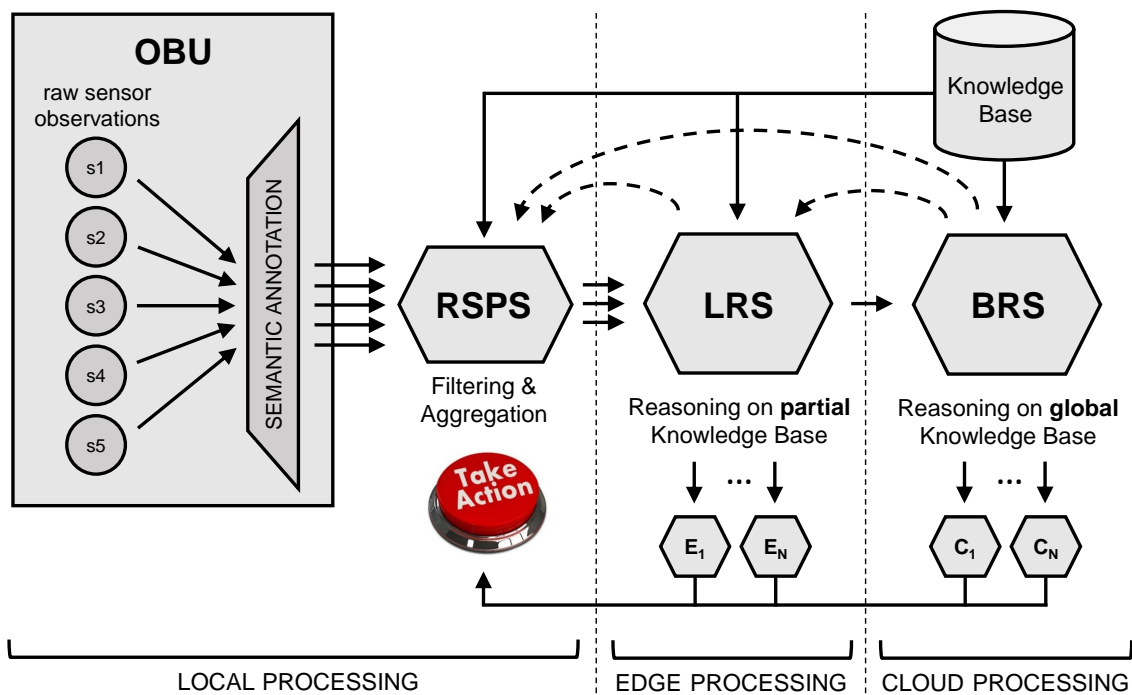 OBU
raw sensor
observations
s1
s2
s3
s4
s5
SEMANTIC ANNOTATION
RSPS
Filtering &
Aggregation
Take
Action
LRS
Reasoning on partial
Knowledge Base
...
E1
EN
Knowledge
Base
BRS
Reasoning on global
Knowledge Base
...
C1
CN
LOCAL PROCESSING
EDGE PROCESSING
CLOUD PROCESSING